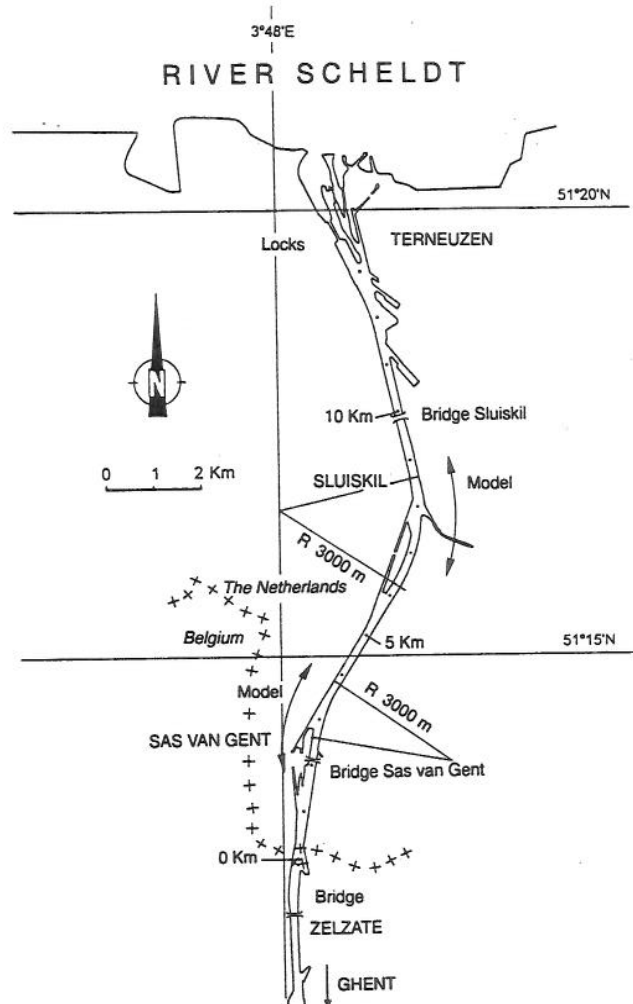 3°48'E
RIVER SCHELDT
51°20'N
Locks
TERNEUZEN
N
10 Km
Bridge Sluiskil
0 1 2 Km
SLUISKIL
Model
R 3000 m
The Netherlands
Belgium
5 Km
51°15'N
Model
R 3000 m
SAS VAN GENT
Bridge Sas van Gent
0 Km
Bridge
ZELZATE
GHENT